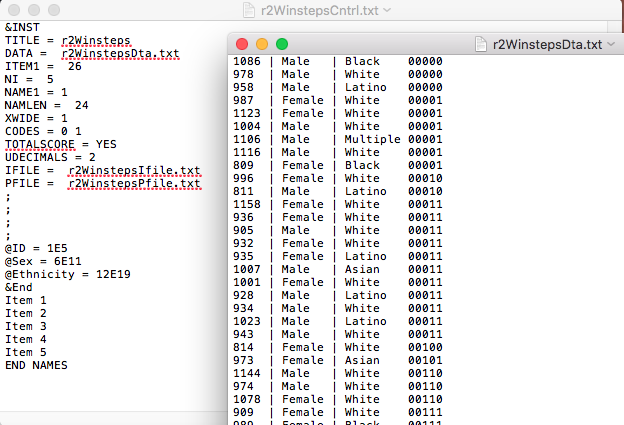 r2WinstepsCntrl.txt
&INST
TITLE = r2Winsteps
DATA = r2WinstepsDta.txt
ITEM1 = 26
NI = 5
NAME1 = 1
NAMLEN = 24
XWIDE = 1
CODES = 0 1
TOTALSCORE = YES
UDECIMALS = 2
IFILE = r2WinstepsIfile.txt
PFILE = r2WinstepsPfile.txt
;
;
;
;
@ID = 1E5
@Sex = 6E11
@Ethnicity = 12E19
&End
Item 1
Item 2
Item 3
Item 4
Item 5
END NAMES
r2WinstepsDta.txt
1086 | Male | Black 00000
978 | Male | White 00000
958 | Male | Latino 00000
987 | Female | White 00001
1123 | Female | White 00001
1004 | Male | White 00001
1106 | Male | Multiple 00001
1116 | Male | White 00001
809 | Female | Black 00001
996 | Female | White 00010
811 | Male | Latino 00010
1158 | Female | White 00011
936 | Female | White 00011
905 | Male | White 00011
932 | Female | White 00011
935 | Female | Latino 00011
1007 | Male | Asian 00011
1001 | Female | White 00011
928 | Male | Latino 00011
934 | Male | White 00011
1023 | Male | Latino 00011
943 | Male | White 00011
814 | Female | White 00100
973 | Female | Asian 00101
1144 | Male | White 00110
974 | Male | White 00110
1078 | Female | White 00110
909 | Female | White 00111
989 | Female | Black 00111